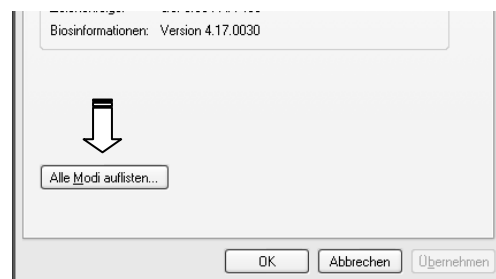 Biosinformationen: Version 4.17.0030
Alle Modi auflisten...
OK Abbrechen Übernehmen